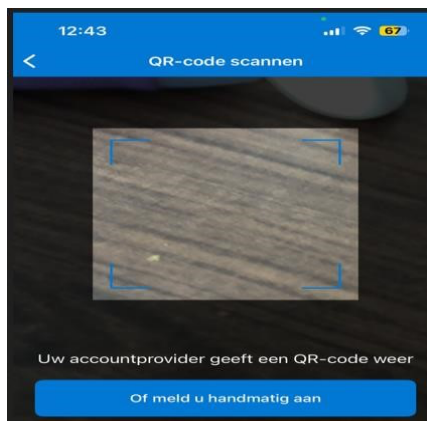 12:43
67
QR-code scannen
Uw accountprovider geeft een QR-code weer
Of meld u handmatig aan